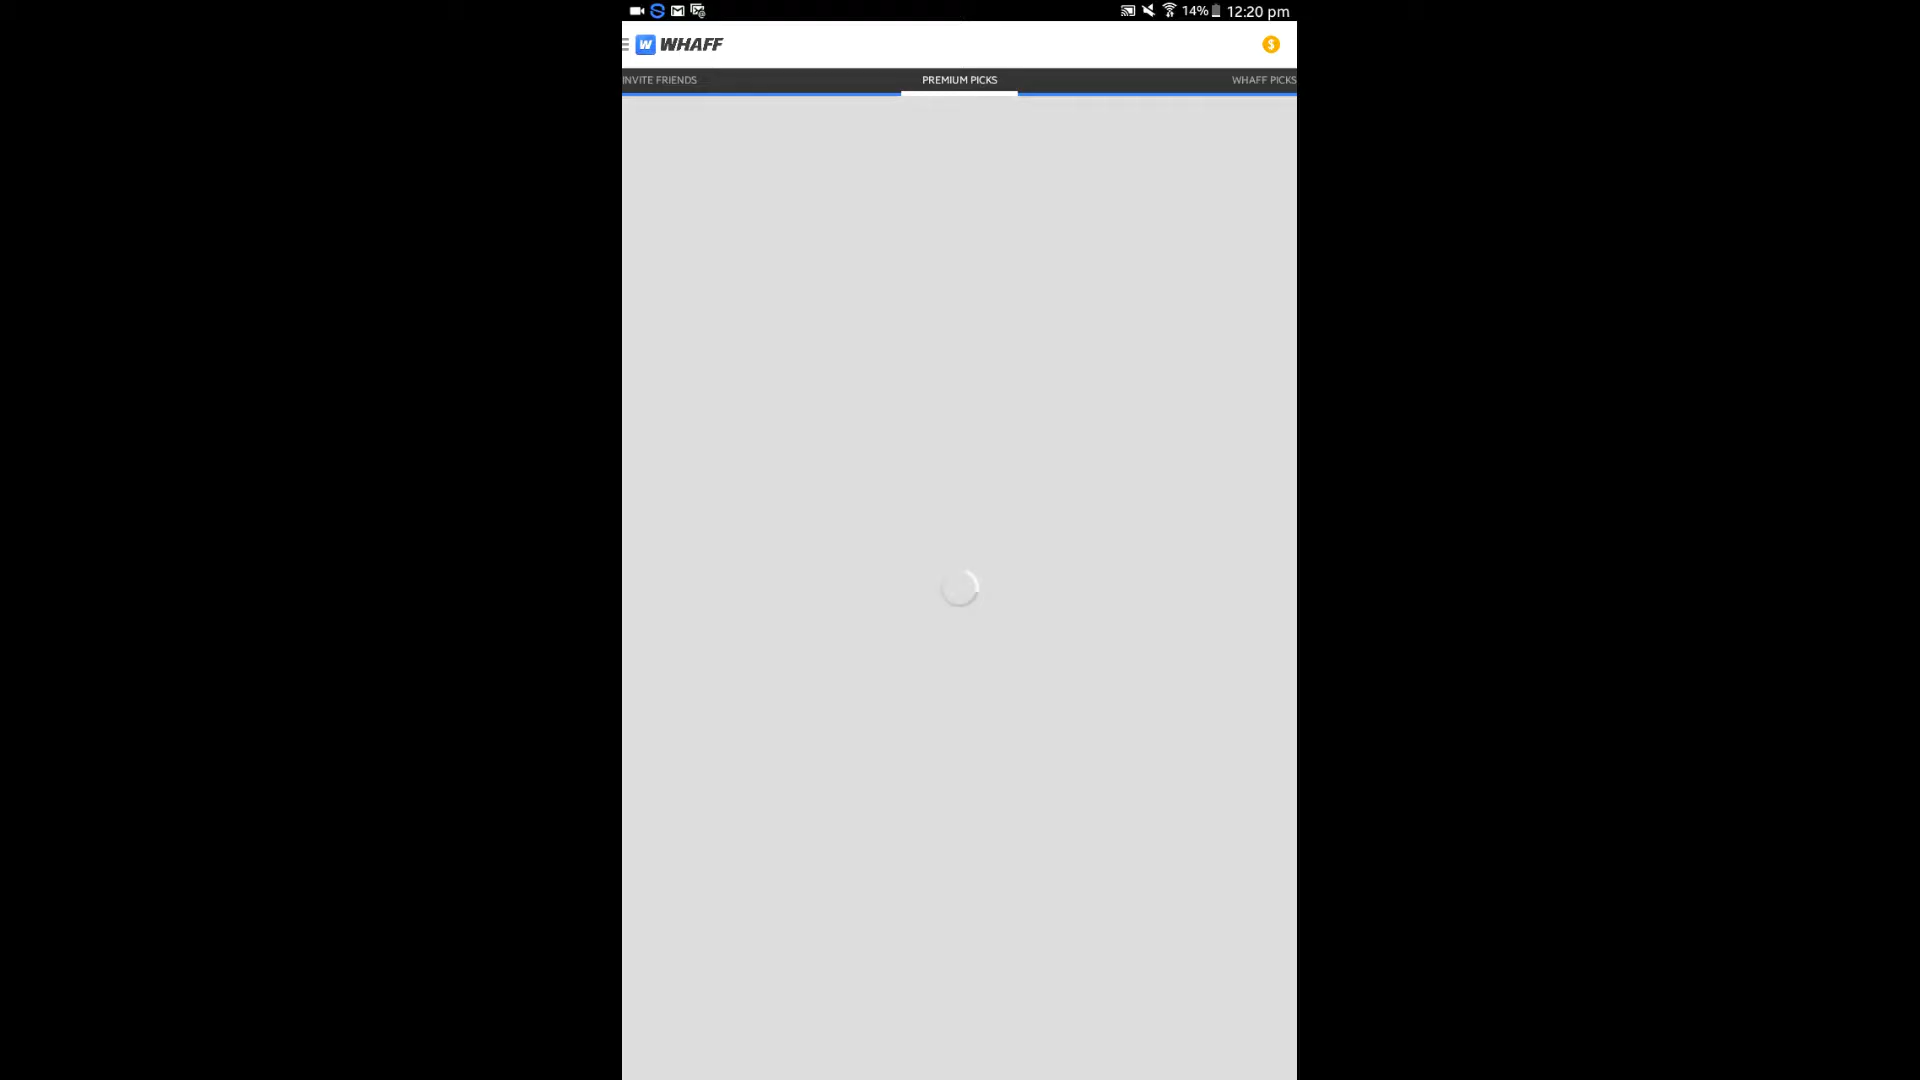 14% 12:20 pm
W WHAFF $
INVITE FRIENDS PREMIUM PICKS WHAFF PICKS